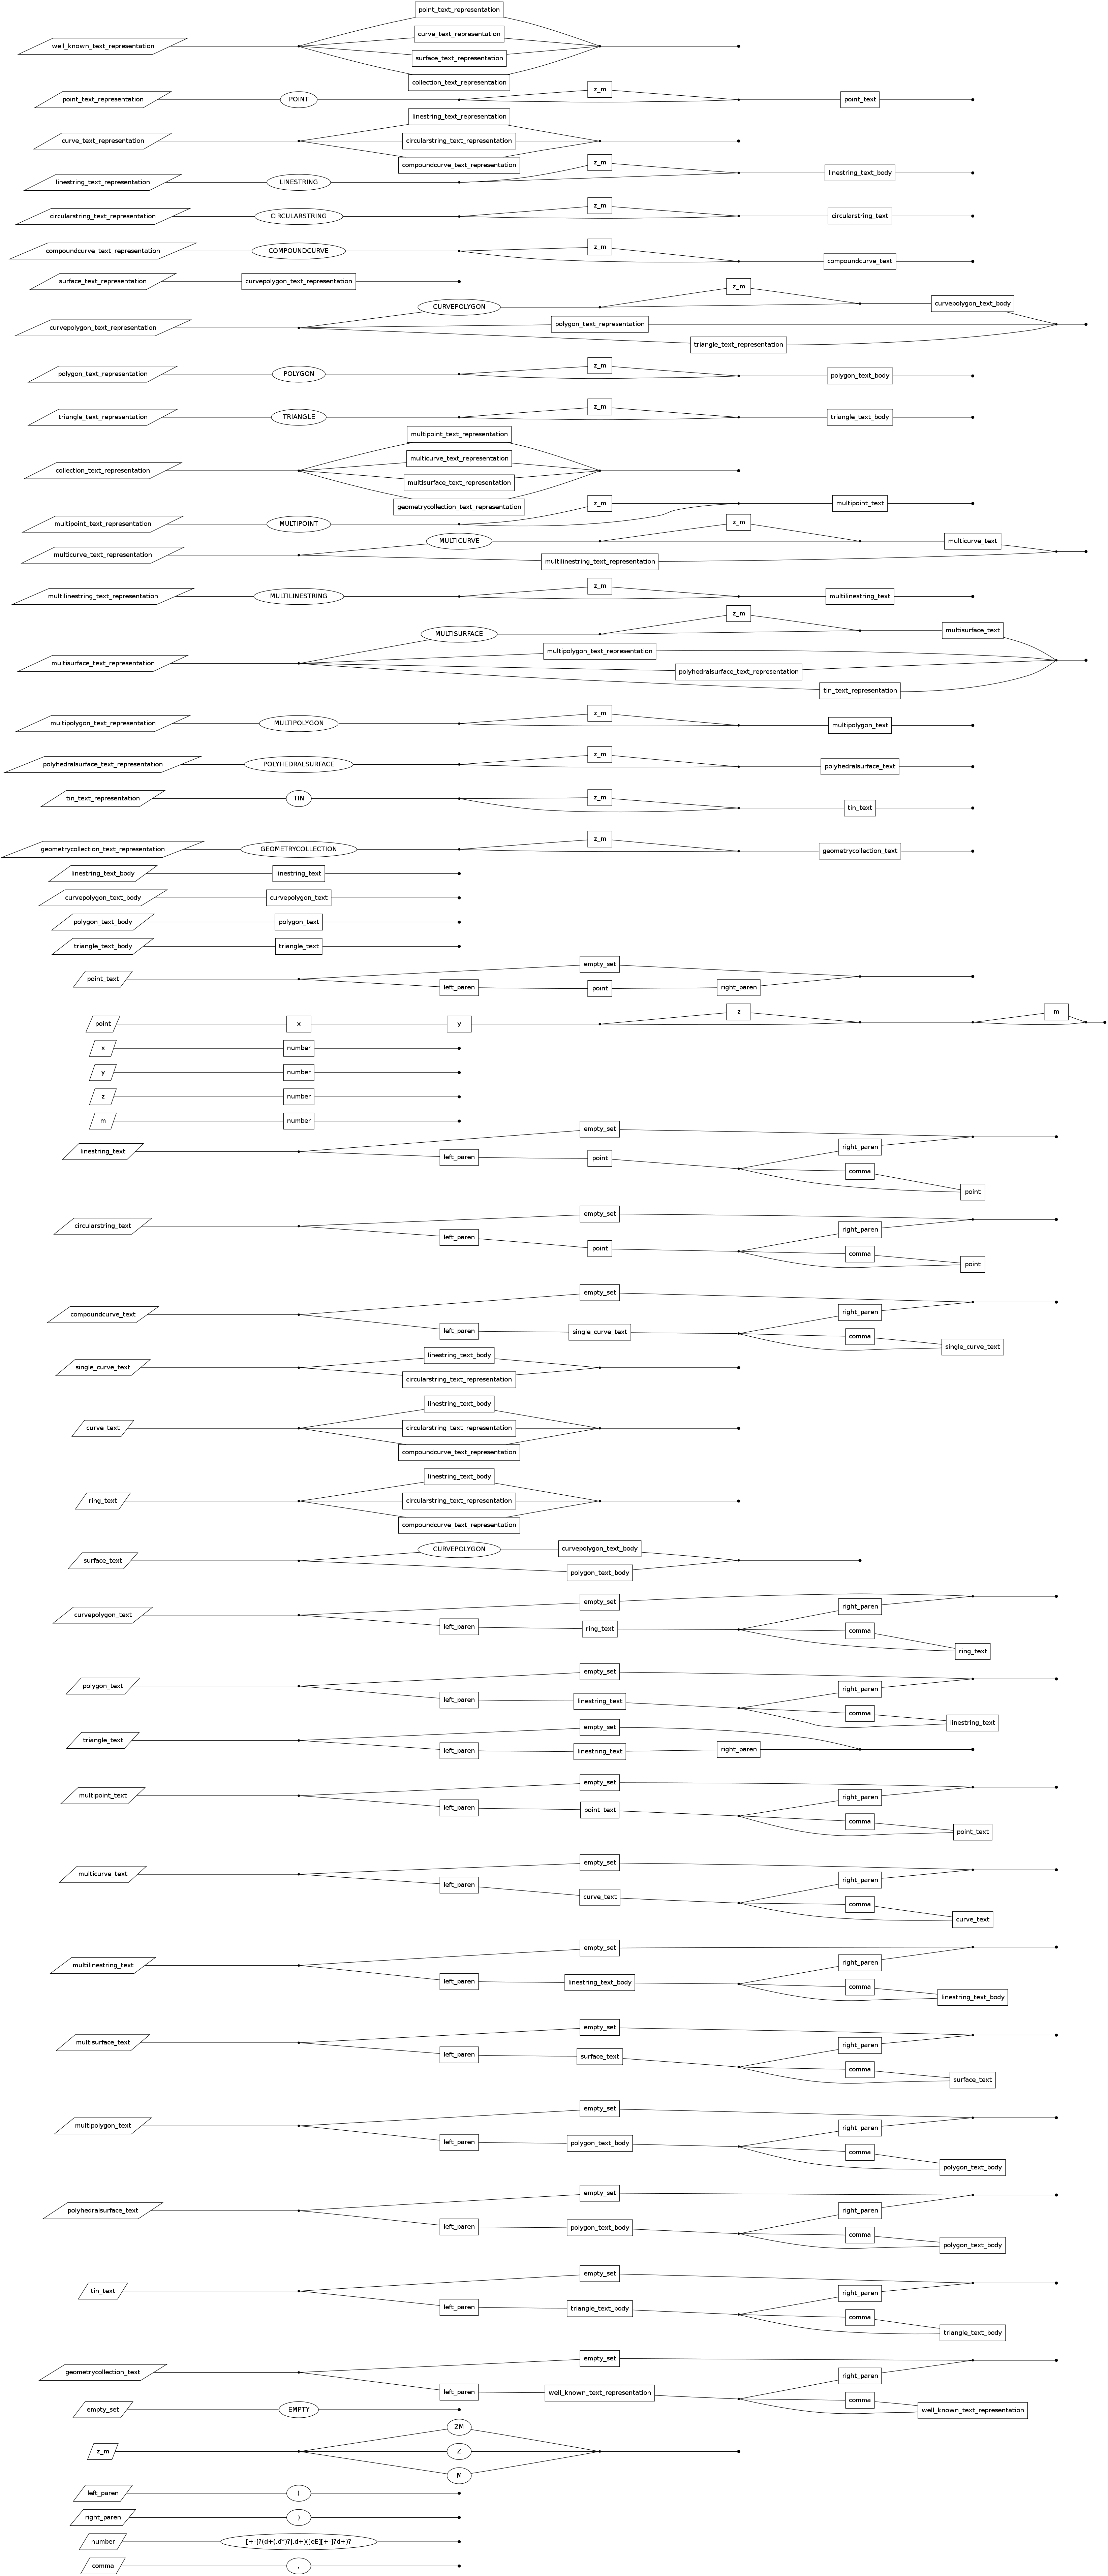 point_text_representation
curve_text_representation
well_known_text_representation
surface_text_representation
collection_text_representation
point_text_representation POINT z_m point_text
linestring_text_representation
curve_text_representation circularstring_text_representation
compoundcurve_text_representation
linestring_text_representation LINESTRING z_m linestring_text_body
circularstring_text_representation CIRCULARSTRING z_m circularstring_text
compoundcurve_text_representation COMPOUNDCURVE z_m compoundcurve_text
surface_text_representation curvepolygon_text_representation
CURVEPOLYGON z_m curvepolygon_text_body
curvepolygon_text_representation polygon_text_representation
triangle_text_representation
polygon_text_representation POLYGON z_m polygon_text_body
triangle_text_representation TRIANGLE z_m triangle_text_body
multipoint_text_representation
multicurve_text_representation
collection_text_representation
multisurface_text_representation
geometrycollection_text_representation
multipoint_text_representation MULTIPOINT z_m multipoint_text
MULTICURVE z_m multicurve_text
multicurve_text_representation multilinestring_text_representation
multilinestring_text_representation MULTILINESTRING z_m multilinestring_text
MULTISURFACE z_m multisurface_text
multisurface_text_representation multipolygon_text_representation
polyhedralsurface_text_representation
tin_text_representation
multipolygon_text_representation MULTIPOLYGON z_m multipolygon_text
polyhedralsurface_text_representation POLYHEDRALSURFACE z_m polyhedralsurface_text
tin_text_representation TIN z_m tin_text
geometrycollection_text_representation GEOMETRYCOLLECTION z_m geometrycollection_text
linestring_text_body linestring_text
curvepolygon_text_body curvepolygon_text
polygon_text_body polygon_text
triangle_text_body triangle_text
point_text empty_set
left_paren point right_paren
point x y z m
x number
y number
z number
m number
linestring_text empty_set
left_paren point right_paren
comma
point
circularstring_text empty_set
left_paren point right_paren
comma
point
compoundcurve_text empty_set
left_paren single_curve_text right_paren
comma
single_curve_text
single_curve_text linestring_text_body
circularstring_text_representation
linestring_text_body
curve_text circularstring_text_representation
compoundcurve_text_representation
linestring_text_body
ring_text circularstring_text_representation
compoundcurve_text_representation
surface_text CURVEPOLYGON curvepolygon_text_body
polygon_text_body
curvepolygon_text empty_set
left_paren ring_text right_paren
comma
ring_text
polygon_text empty_set
left_paren linestring_text right_paren
comma
linestring_text
triangle_text empty_set
left_paren linestring_text right_paren
multipoint_text empty_set
left_paren point_text right_paren
comma
point_text
multicurve_text empty_set
left_paren curve_text right_paren
comma
curve_text
multilinestring_text empty_set
left_paren linestring_text_body right_paren
comma
linestring_text_body
multisurface_text empty_set
left_paren surface_text right_paren
comma
surface_text
multipolygon_text empty_set
left_paren polygon_text_body right_paren
comma
polygon_text_body
polyhedralsurface_text empty_set
left_paren polygon_text_body right_paren
comma
polygon_text_body
tin_text empty_set
left_paren triangle_text_body right_paren
comma
triangle_text_body
geometrycollection_text empty_set
left_paren well_known_text_representation right_paren
comma
well_known_text_representation
empty_set EMPTY
ZM
z_m Z
M
left_paren (
right_paren )
number [+-]?(d+(.d*)?|.d+)([eE][+-]?d+)?
comma ,